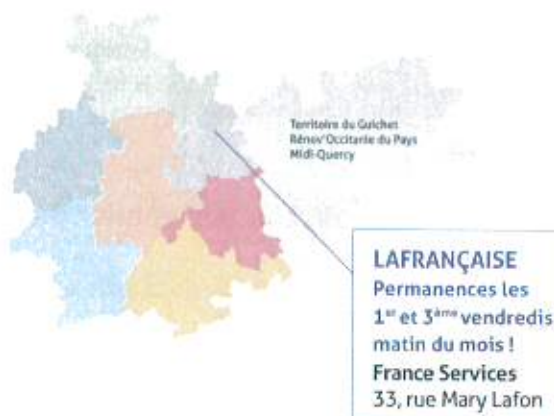 Territoire du Guichet
Rénov'Occitanie du Pays
Midi-Quercy
LAFRANÇAISE
Permanences les
1er et 3ème vendredis
matin du mois !
France Services
33, rue Mary Lafon